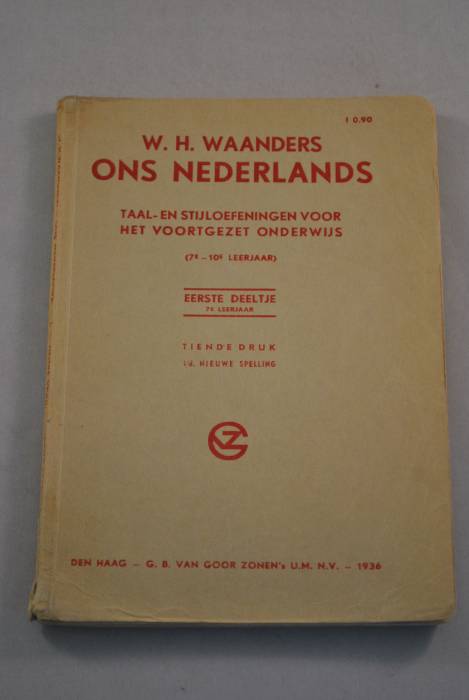 f 0.90
W. H. WAANDERS
ONS NEDERLANDS
TAAL- EN STIJLOEFENINGEN VOOR
HET VOORTGEZET ONDERWIJS
(7e – 10e LEERJAAR)
EERSTE DEELTJE
7e LEERJAAR
TIENDE DRUK
i/d. NIEUWE SPELLING
GZ
DEN HAAG – G. B. VAN GOOR ZONEN's U.M. N.V. – 1936